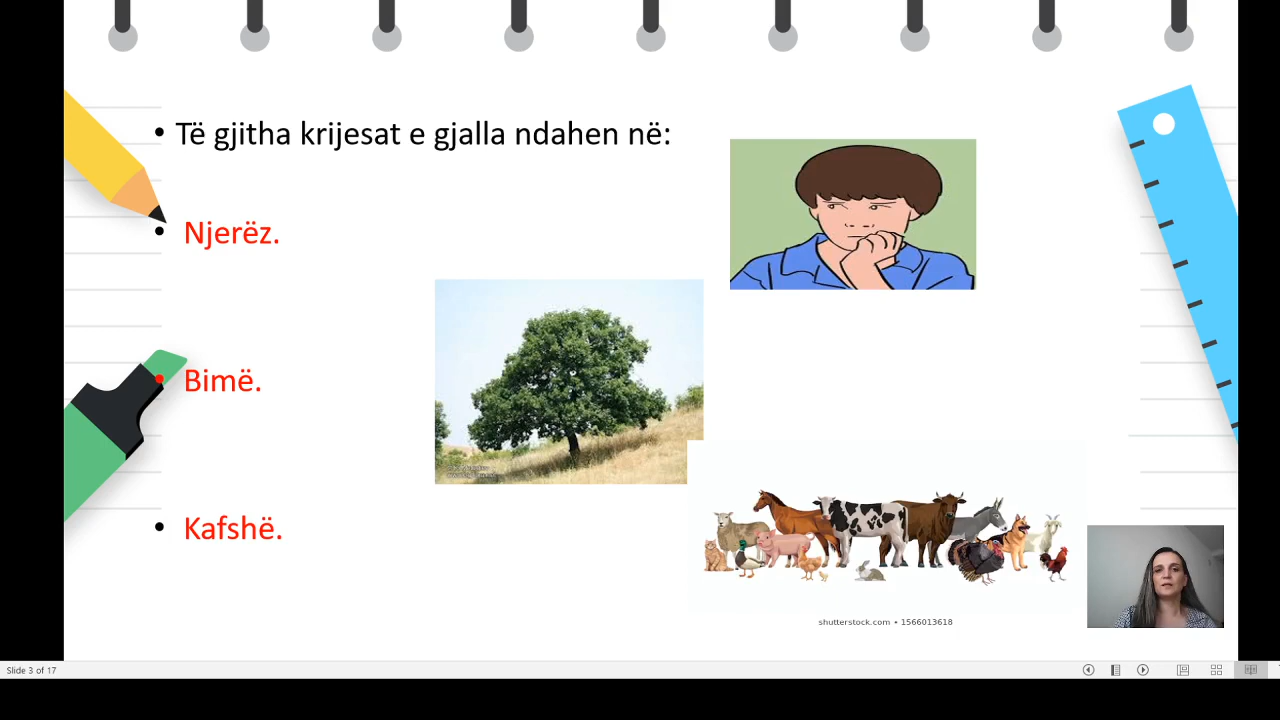 • Të gjitha krijesat e gjalla ndahen në:
• Njerëz.
• Bimë.
• Kafshë.
shutterstock.com • 1566013618
Slide 3 of 17